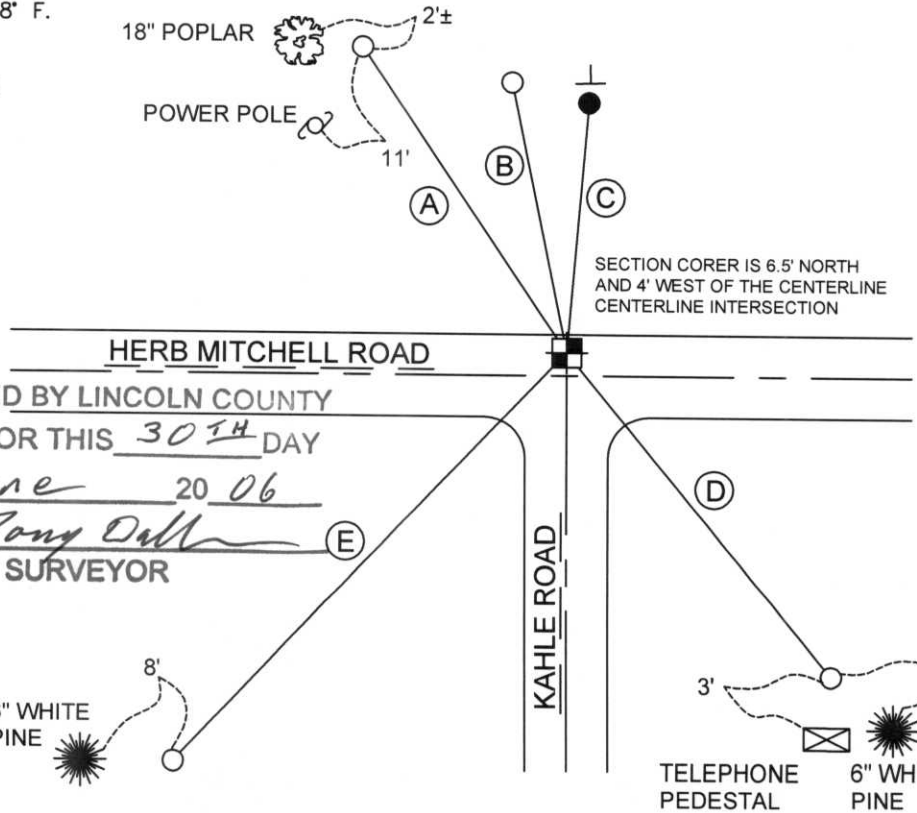 8° F.
18" POPLAR
2'±
POWER POLE
11'
A
B
C
SECTION CORER IS 6.5' NORTH
AND 4' WEST OF THE CENTERLINE
CENTERLINE INTERSECTION
HERB MITCHELL ROAD
D BY LINCOLN COUNTY
OR THIS 30TH DAY
ne 20 06
SURVEYOR
E
D
KAHLE ROAD
8'
" WHITE
PINE
3'
TELEPHONE
PEDESTAL
6" WH
PINE